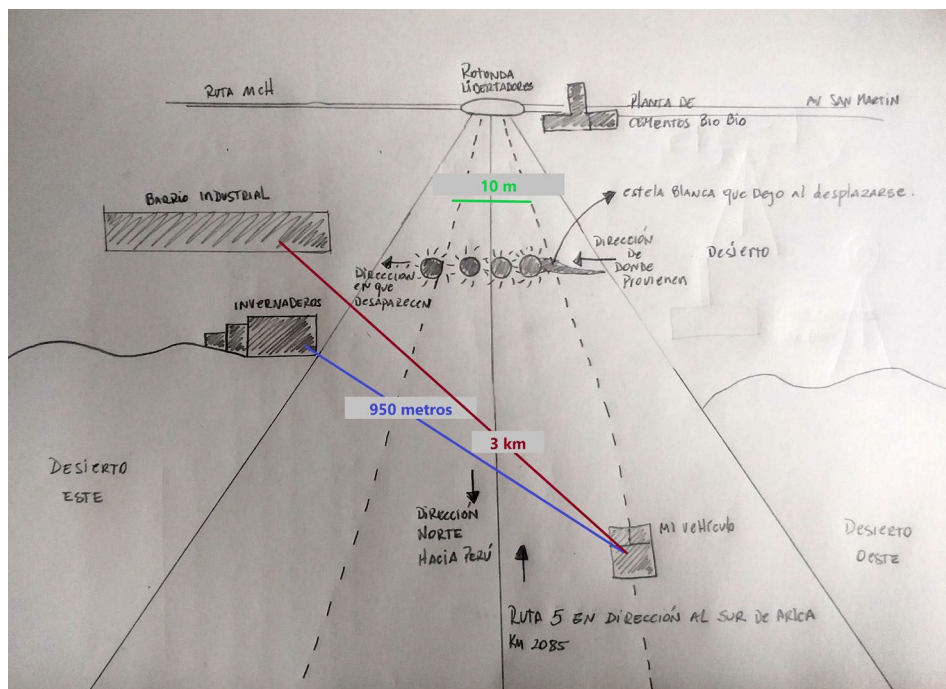 Rotonda
Libertadores
Ruta MCH
Planta de
Cementos Bio Bio
Av San Martin
Barrio Industrial
10 m
estela Blanca que Dejo al desplazarse.
Dirección
de
Donde
Provienen
Desierto
Dirección
en que
desaparecen
Invernaderos
950 metros
3 km
Desierto
Este
Dirección
Norte
Hacia Perú
Mi vehículo
Desierto
Oeste
Ruta 5 en dirección al sur de Arica
Km 2085